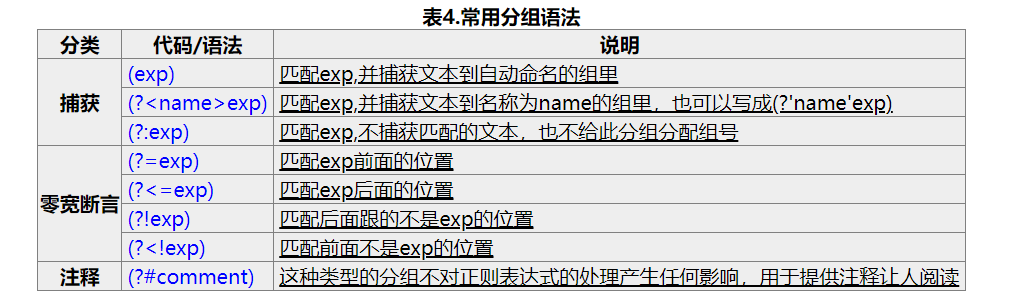 表4.常用分组语法
分类 代码/语法 说明
捕获 (exp) 匹配exp,并捕获文本到自动命名的组里
(?<name>exp) 匹配exp,并捕获文本到名称为name的组里，也可以写成(?'name'exp)
(?:exp) 匹配exp,不捕获匹配的文本，也不给此分组分配组号
零宽断言 (?=exp) 匹配exp前面的位置
(?<=exp) 匹配exp后面的位置
(?!exp) 匹配后面跟的不是exp的位置
(?<!exp) 匹配前面不是exp的位置
注释 (?#comment) 这种类型的分组不对正则表达式的处理产生任何影响，用于提供注释让人阅读